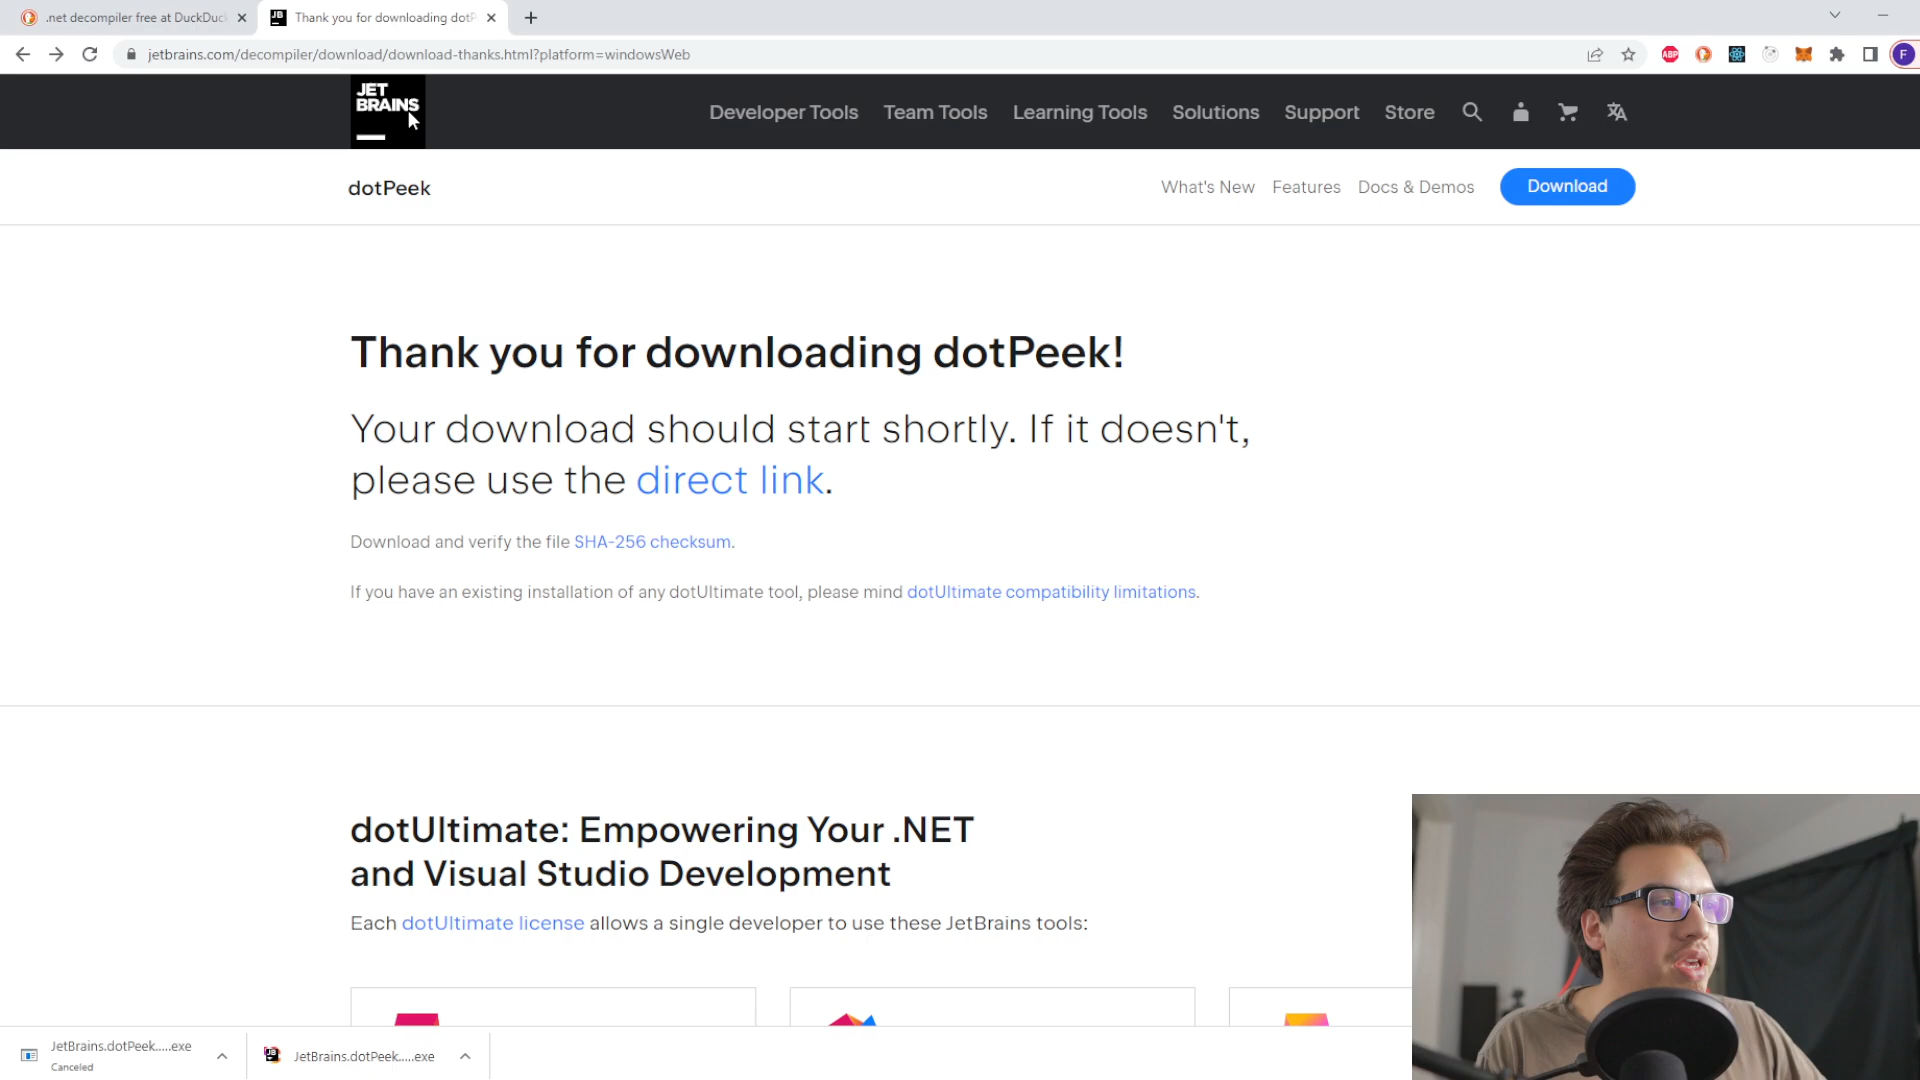 .net decompiler free at DuckDuc
Thank you for downloading dotP
jetbrains.com/decompiler/download/download-thanks.html?platform=windowsWeb
ABP
F
JET
BRAINS
Developer Tools
Team Tools
Learning Tools
Solutions
Support
Store
dotPeek
What's New
Features
Docs & Demos
Download
Thank you for downloading dotPeek!
Your download should start shortly. If it doesn't,
please use the direct link.
Download and verify the file SHA-256 checksum.
If you have an existing installation of any dotUltimate tool, please mind dotUltimate compatibility limitations.
dotUltimate: Empowering Your .NET
and Visual Studio Development
Each dotUltimate license allows a single developer to use these JetBrains tools:
JetBrains.dotPeek.....exe
Canceled
JetBrains.dotPeek.....exe